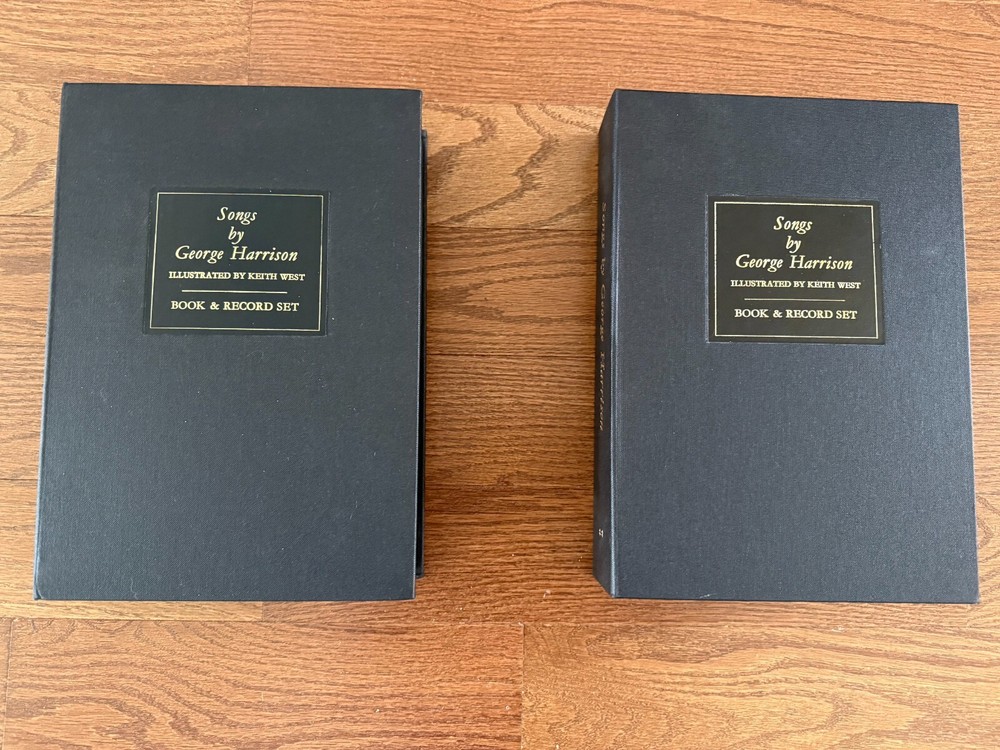 Songs
by
George Harrison
ILLUSTRATED BY KEITH WEST
BOOK & RECORD SET
Songs by George Harrison
II
Songs
by
George Harrison
ILLUSTRATED BY KEITH WEST
BOOK & RECORD SET